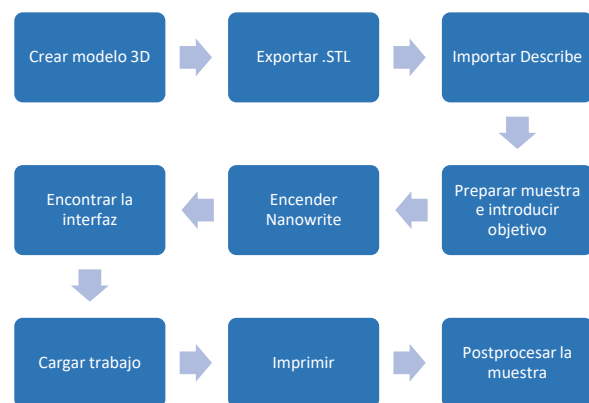 Crear modelo 3D
Exportar .STL
Importar Describe
Preparar muestra
e introducir
objetivo
Encender
Nanowrite
Encontrar la
interfaz
Cargar trabajo
Imprimir
Postprocesar la
muestra